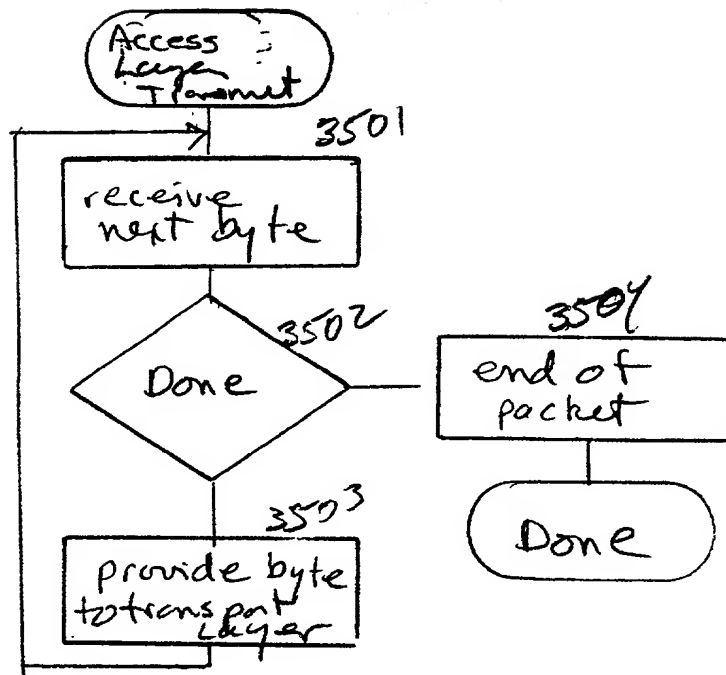 Access
Layer
Transmit
3501
receive
next byte
3502
Done
3504
end of
packet
3503
provide byte
to transport
Layer
Done